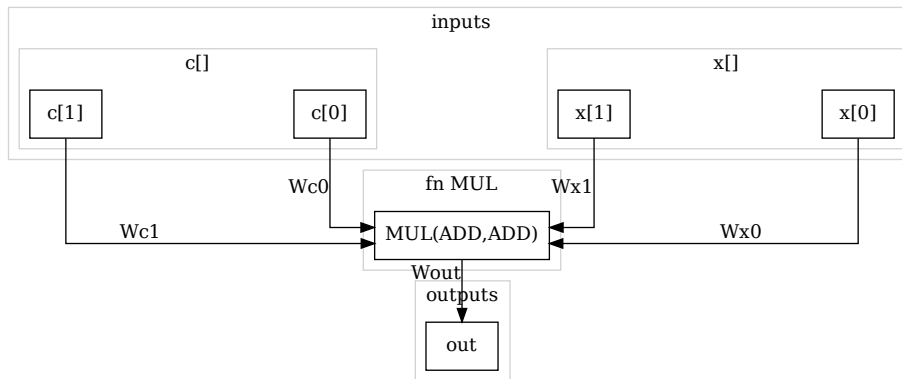 inputs
c[]
x[]
c[1]
c[0]
x[1]
x[0]
Wc0
fn MUL
Wx1
Wc1
MUL(ADD,ADD)
Wx0
Wout
outputs
out